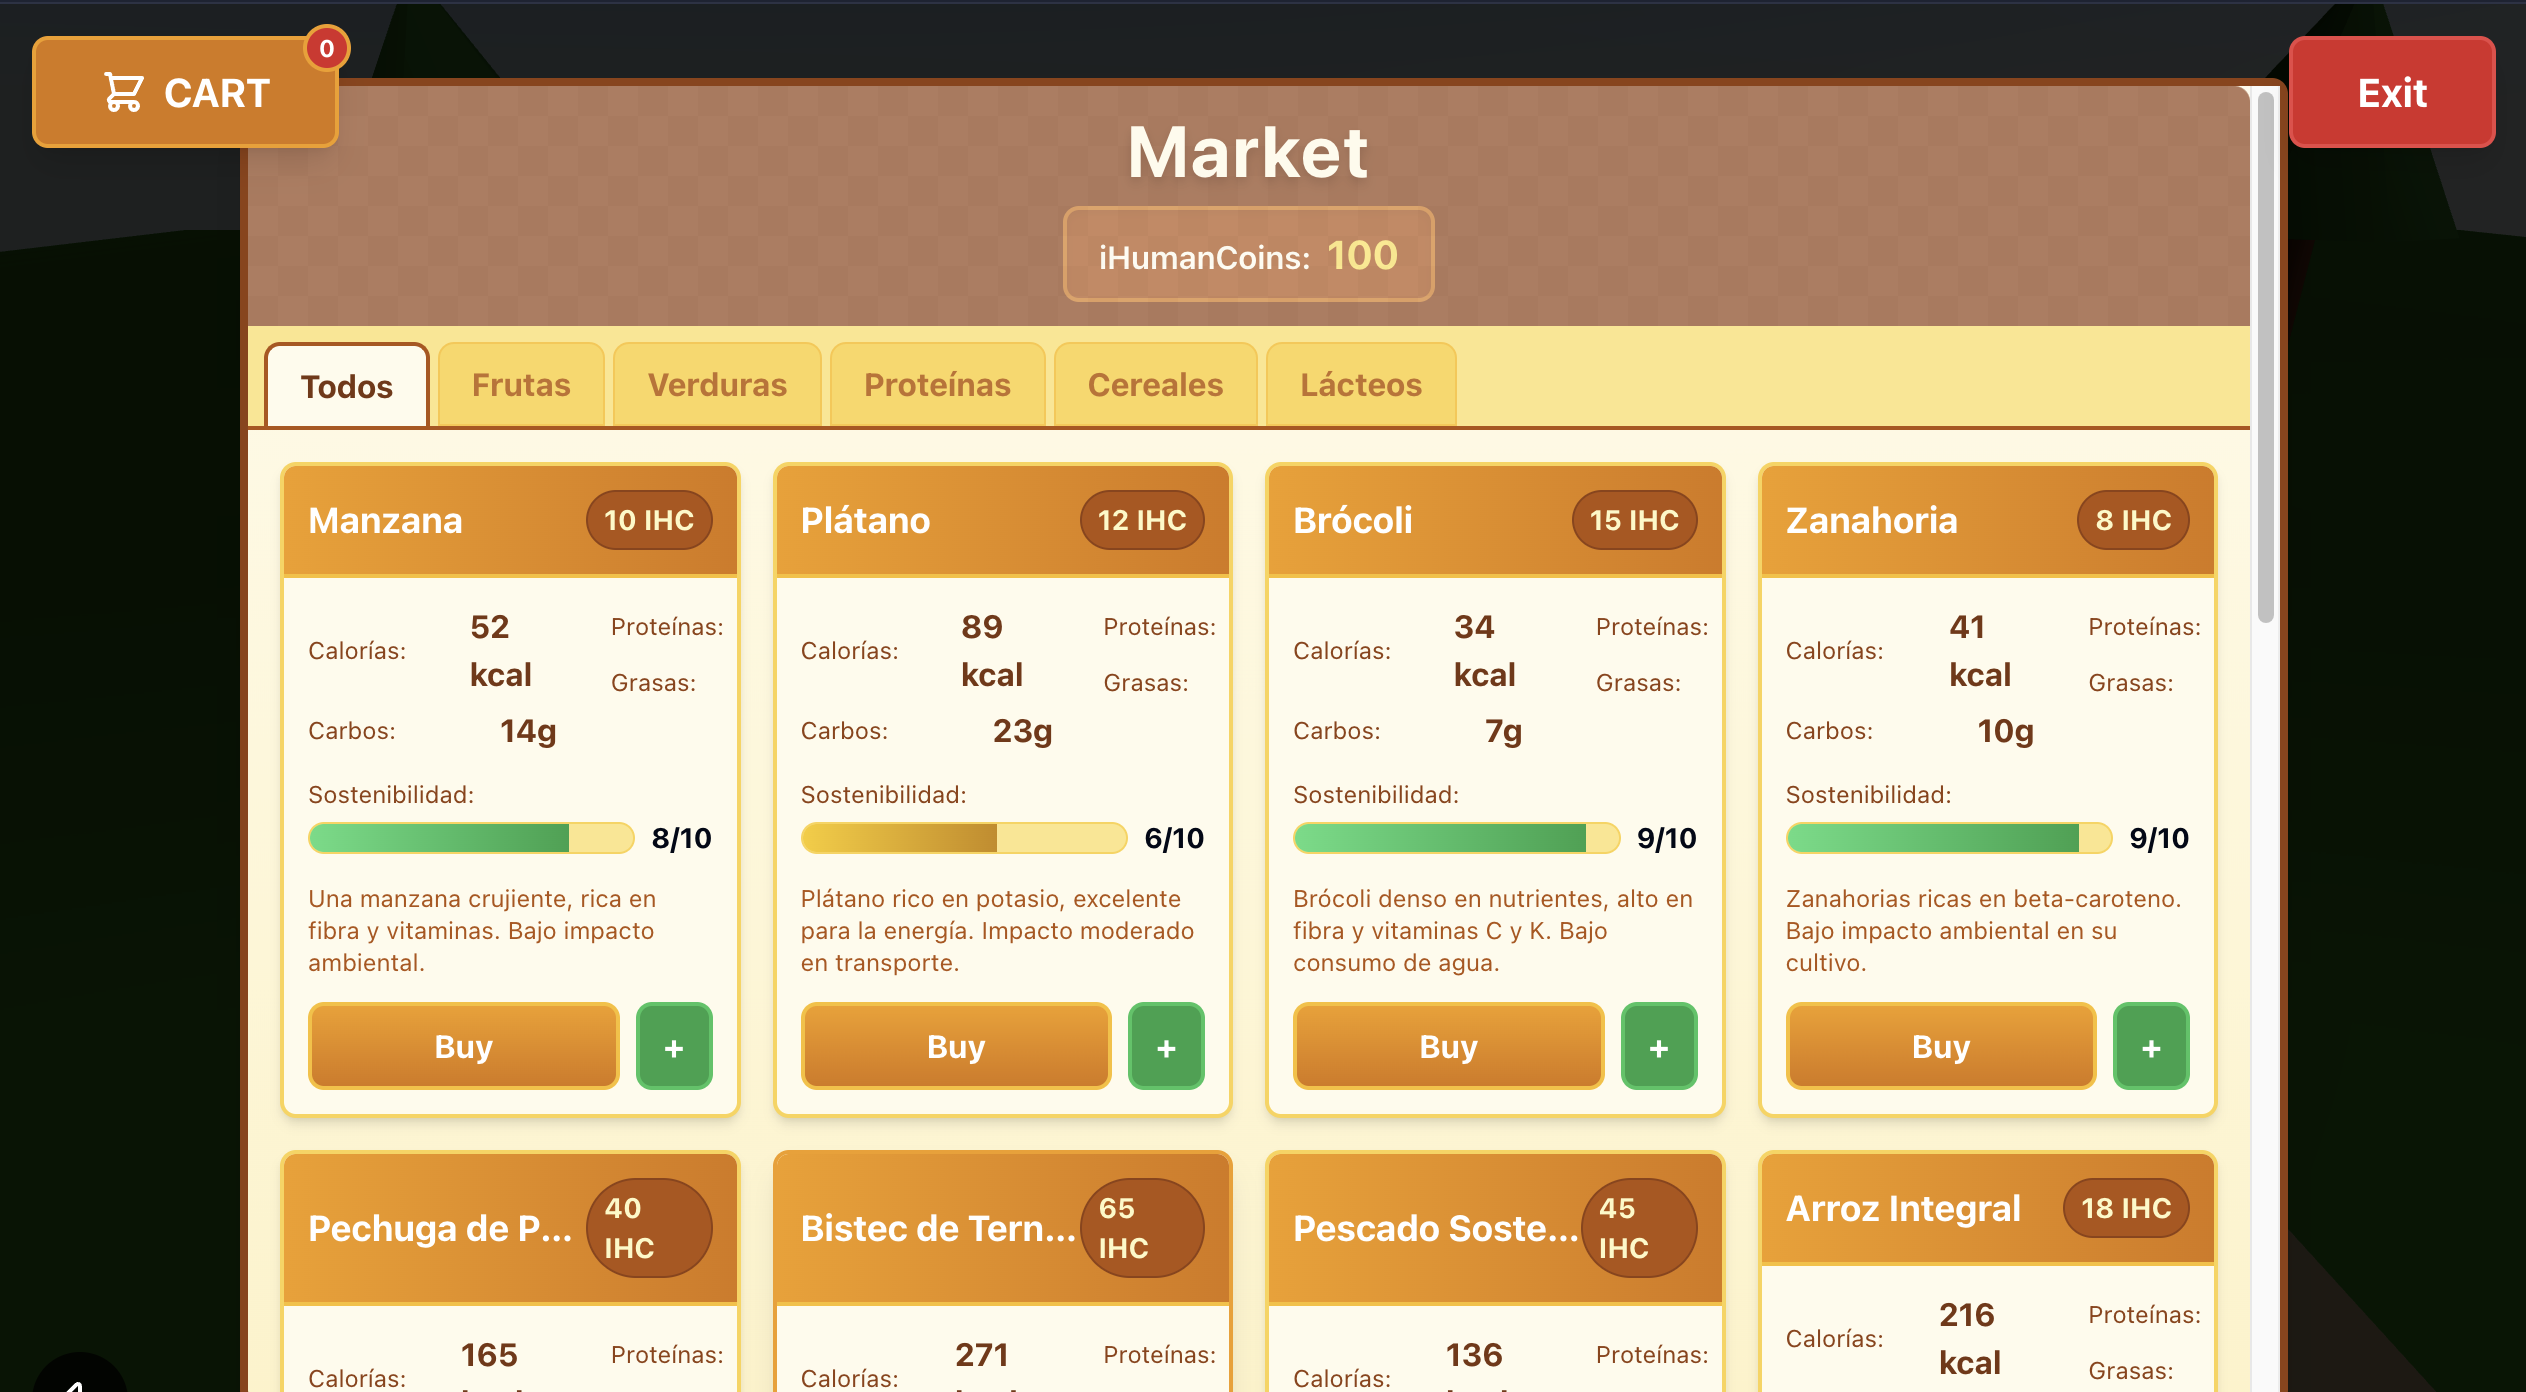 CART
0
Exit
Market
iHumanCoins: 100
Todos
Frutas
Verduras
Proteínas
Cereales
Lácteos
Manzana
10 IHC
Calorías:
52
kcal
Proteínas:
Grasas:
Carbos:
14g
Sostenibilidad:
8/10
Una manzana crujiente, rica en
fibra y vitaminas. Bajo impacto
ambiental.
Buy
+
Plátano
12 IHC
Calorías:
89
kcal
Proteínas:
Grasas:
Carbos:
23g
Sostenibilidad:
6/10
Plátano rico en potasio, excelente
para la energía. Impacto moderado
en transporte.
Buy
+
Brócoli
15 IHC
Calorías:
34
kcal
Proteínas:
Grasas:
Carbos:
7g
Sostenibilidad:
9/10
Brócoli denso en nutrientes, alto en
fibra y vitaminas C y K. Bajo
consumo de agua.
Buy
+
Zanahoria
8 IHC
Calorías:
41
kcal
Proteínas:
Grasas:
Carbos:
10g
Sostenibilidad:
9/10
Zanahorias ricas en beta-caroteno.
Bajo impacto ambiental en su
cultivo.
Buy
+
Pechuga de P...
40
IHC
Calorías:
165
Proteínas:
Bistec de Tern...
65
IHC
Calorías:
271
Proteínas:
Pescado Soste...
45
IHC
Calorías:
136
Proteínas:
Arroz Integral
18 IHC
Calorías:
216
kcal
Proteínas:
Grasas: